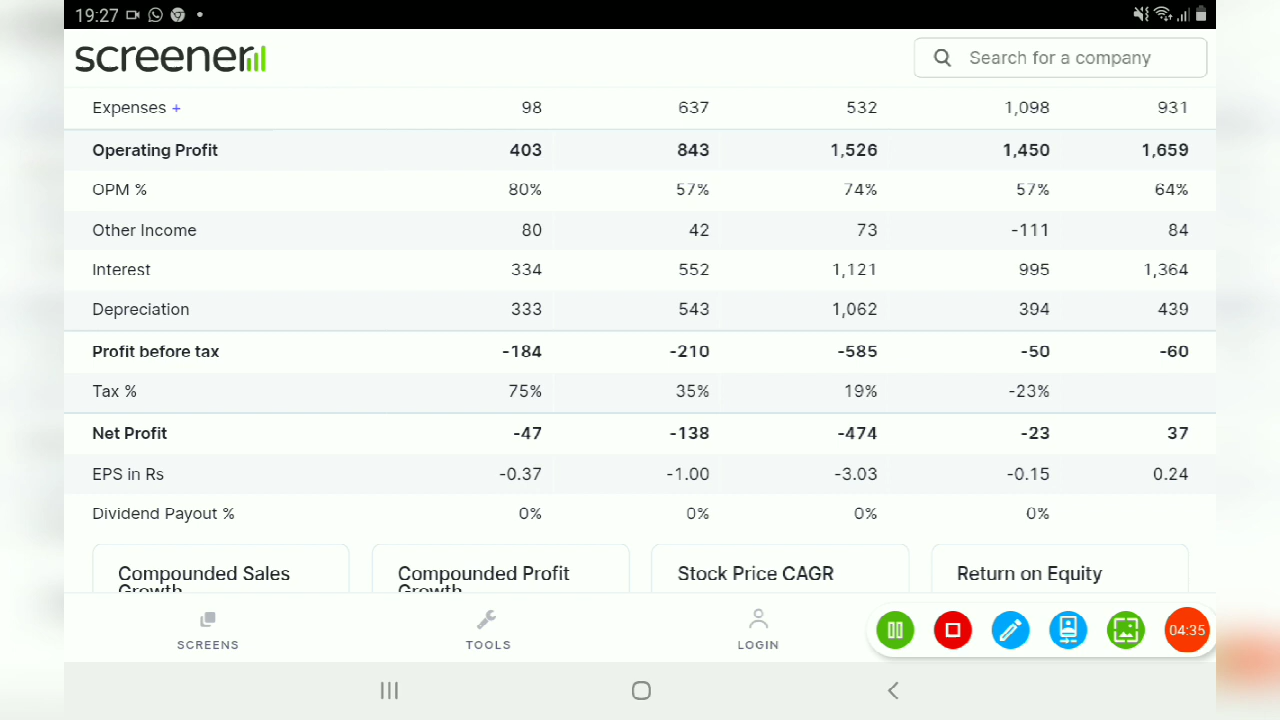 19:27
screener
Search for a company
Expenses + 98 637 532 1,098 931
Operating Profit 403 843 1,526 1,450 1,659
OPM % 80% 57% 74% 57% 64%
Other Income 80 42 73 -111 84
Interest 334 552 1,121 995 1,364
Depreciation 333 543 1,062 394 439
Profit before tax -184 -210 -585 -50 -60
Tax % 75% 35% 19% -23%
Net Profit -47 -138 -474 -23 37
EPS in Rs -0.37 -1.00 -3.03 -0.15 0.24
Dividend Payout % 0% 0% 0% 0%
Compounded Sales Growth
Compounded Profit Growth
Stock Price CAGR
Return on Equity
SCREENS TOOLS LOGIN 04:35